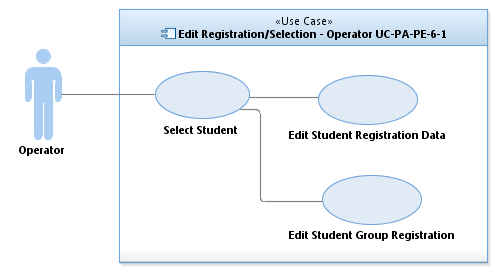 «Use Case»
Edit Registration/Selection - Operator UC-PA-PE-6-1
Select Student
Edit Student Registration Data
Operator
Edit Student Group Registration